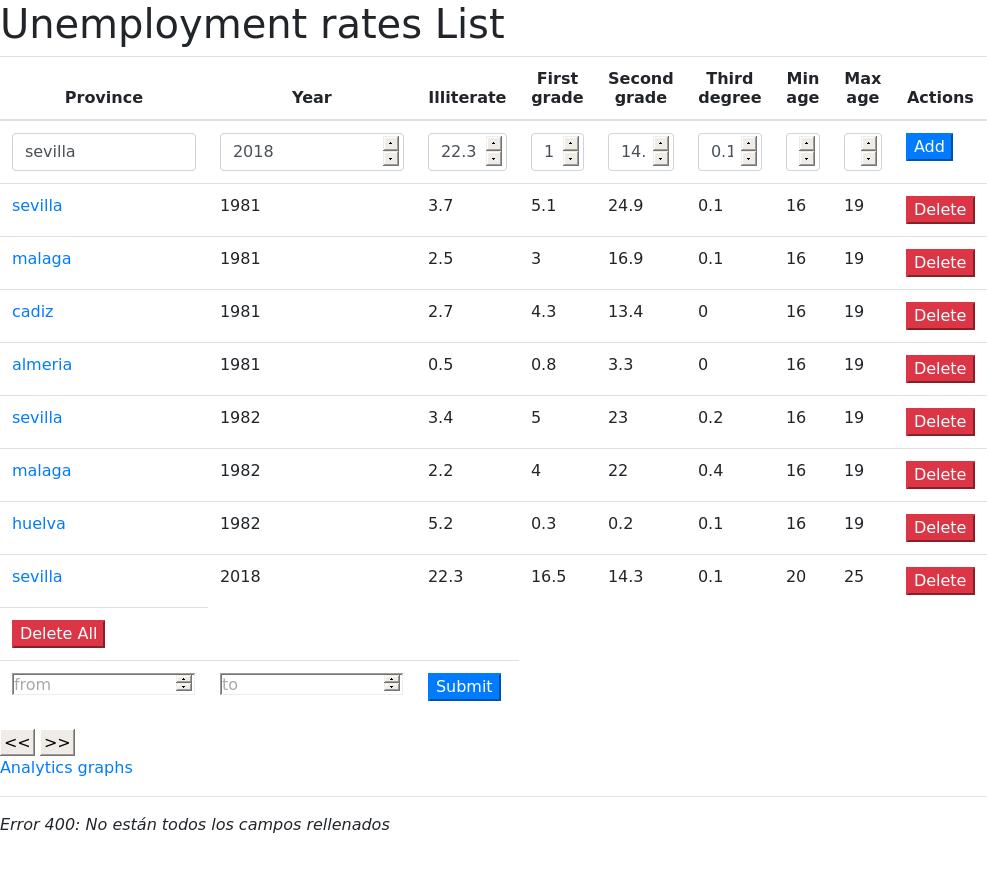 Unemployment rates List
Province Year Illiterate First grade Second grade Third degree Min age Max age Actions
sevilla 2018 22.3 1 14. 0.1 Add
sevilla 1981 3.7 5.1 24.9 0.1 16 19 Delete
malaga 1981 2.5 3 16.9 0.1 16 19 Delete
cadiz 1981 2.7 4.3 13.4 0 16 19 Delete
almeria 1981 0.5 0.8 3.3 0 16 19 Delete
sevilla 1982 3.4 5 23 0.2 16 19 Delete
malaga 1982 2.2 4 22 0.4 16 19 Delete
huelva 1982 5.2 0.3 0.2 0.1 16 19 Delete
sevilla 2018 22.3 16.5 14.3 0.1 20 25 Delete
Delete All
from to Submit
<< >>
Analytics graphs
Error 400: No están todos los campos rellenados